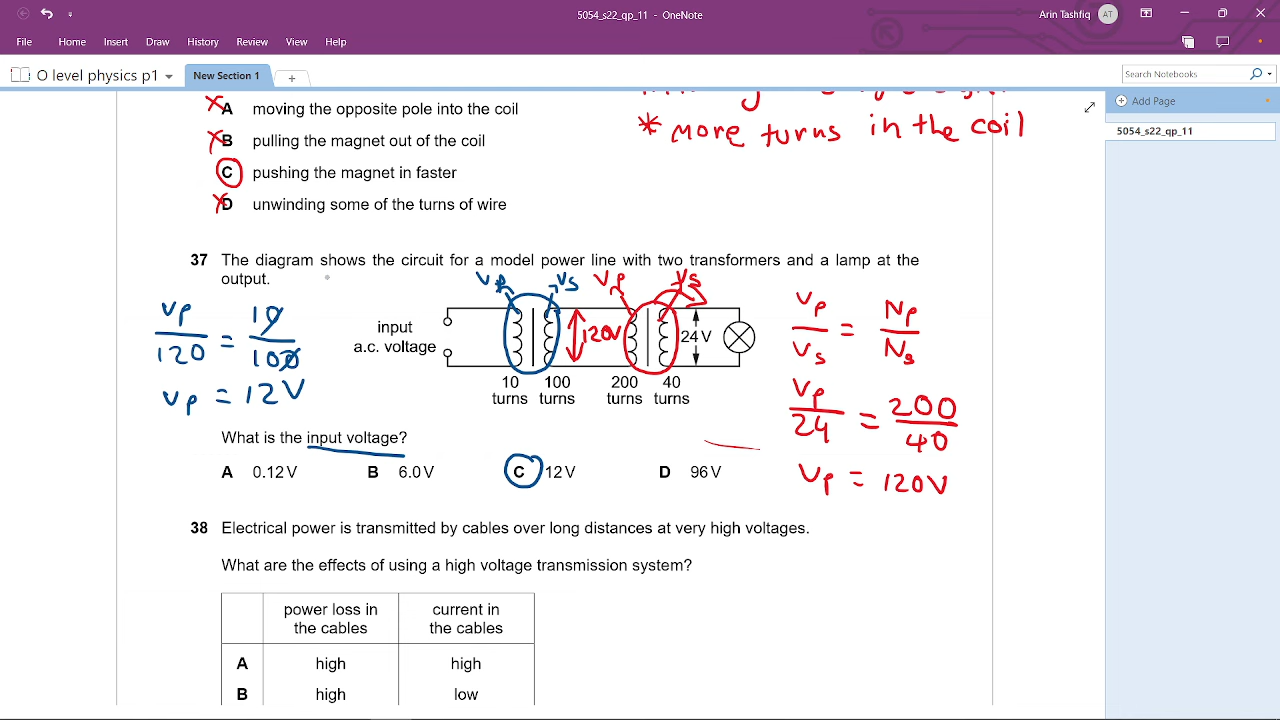 5054_s22_qp_11 - OneNote
Arin Tashfiq
AT
File Home Insert Draw History Review View Help
O level physics p1
New Section 1
+
Search Notebooks
Add Page
5054_s22_qp_11
* more turns in the coil
A moving the opposite pole into the coil
B pulling the magnet out of the coil
C pushing the magnet in faster
D unwinding some of the turns of wire
37 The diagram shows the circuit for a model power line with two transformers and a lamp at the
output.
Vp Vs Vp Vs
input
a.c. voltage
120V
24 V
10 100 200 40
turns turns turns turns
Vp/120 = 10/100
Vp = 12V
Vp/Vs = Np/Ns
Vp/24 = 200/40
Vp = 120V
What is the input voltage?
A 0.12 V B 6.0 V C 12 V D 96 V
38 Electrical power is transmitted by cables over long distances at very high voltages.
What are the effects of using a high voltage transmission system?
power loss in current in
the cables the cables
A high high
B high low